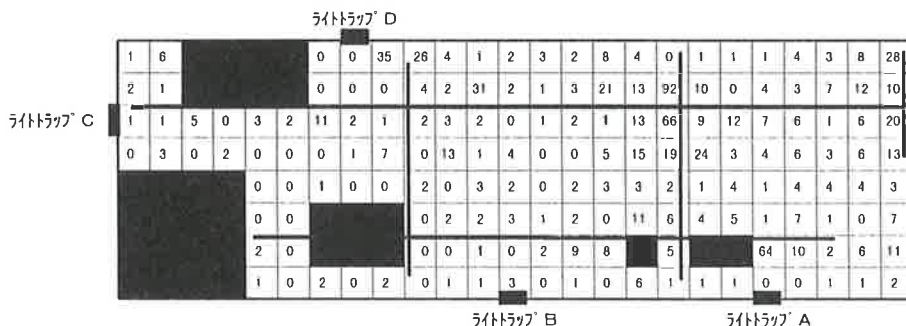 ライトトラップ D
1 6 0 0 35 26 4 1 2 3 2 8 4 0 1 1 1 4 3 8 28
2 1 0 0 0 4 2 31 2 1 3 21 13 92 10 0 4 3 7 12 10
ライトトラップ C
1 1 5 0 3 2 11 2 1 2 3 2 0 1 2 1 13 66 9 12 7 6 1 6 20
0 3 0 2 0 0 0 1 7 0 13 1 4 0 0 5 15 19 24 3 4 6 3 6 13
0 0 1 0 0 2 0 3 2 0 2 3 3 2 1 4 1 4 4 4 3
0 0 0 2 2 3 1 2 0 11 6 4 5 1 7 1 0 7
2 0 0 0 1 0 2 9 8 5 64 10 2 6 11
1 0 2 0 2 0 1 1 3 0 1 0 6 1 1 1 0 0 1 1 2
ライトトラップ B
ライトトラップ A